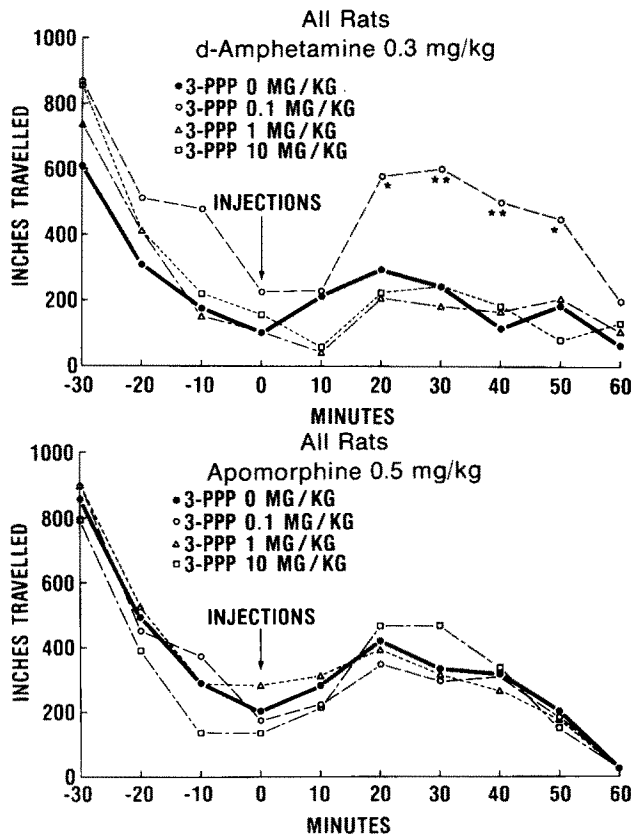 All Rats
d-Amphetamine 0.3 mg/kg
3-PPP 0 MG/KG
3-PPP 0.1 MG/KG
3-PPP 1 MG/KG
3-PPP 10 MG/KG
INJECTIONS
INCHES TRAVELLED
1000
800
600
400
200
0
* ** ** *
-30 -20 -10 0 10 20 30 40 50 60
MINUTES
All Rats
Apomorphine 0.5 mg/kg
3-PPP 0 MG/KG
3-PPP 0.1 MG/KG
3-PPP 1 MG/KG
3-PPP 10 MG/KG
INJECTIONS
INCHES TRAVELLED
1000
800
600
400
200
0
-30 -20 -10 0 10 20 30 40 50 60
MINUTES